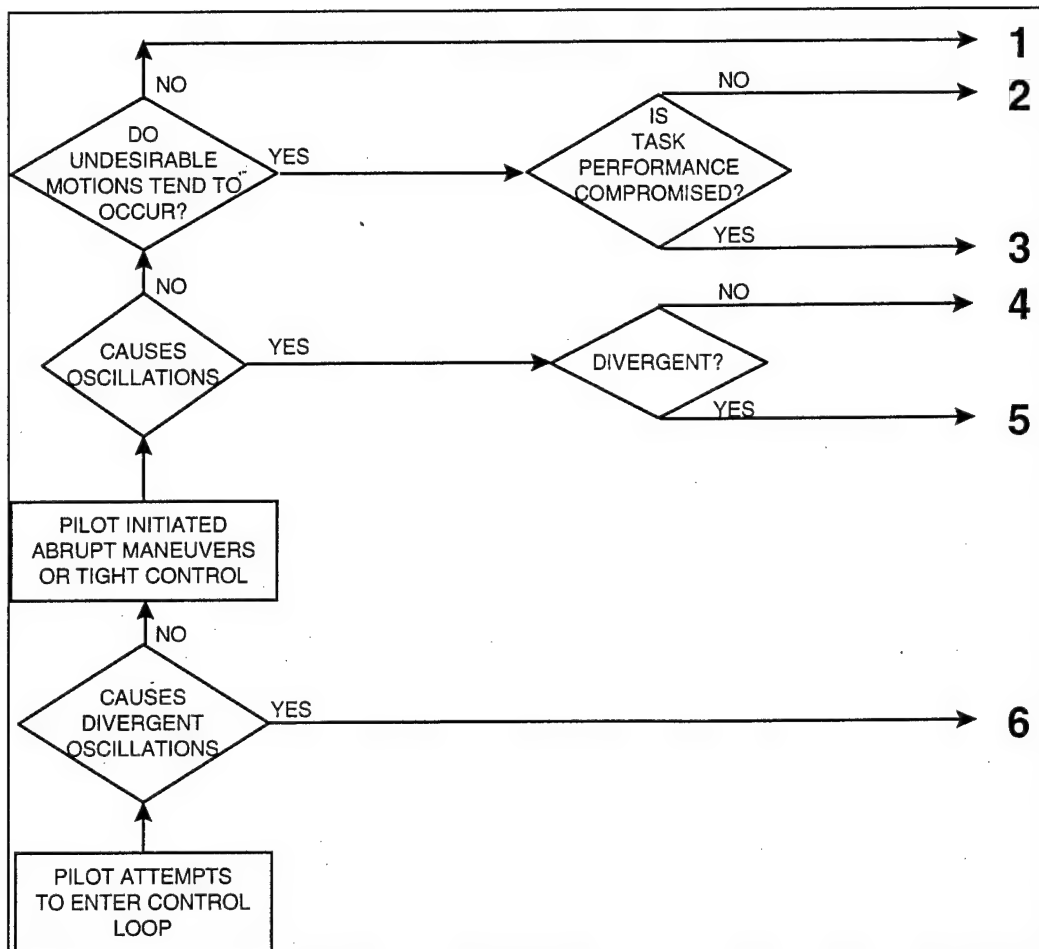 1
NO
NO
2
DO
UNDESIRABLE
MOTIONS TEND TO
OCCUR?
YES
IS
TASK
PERFORMANCE
COMPROMISED?
YES
3
NO
NO
4
CAUSES
OSCILLATIONS
YES
DIVERGENT?
YES
5
PILOT INITIATED
ABRUPT MANEUVERS
OR TIGHT CONTROL
NO
CAUSES
DIVERGENT
OSCILLATIONS
YES
6
PILOT ATTEMPTS
TO ENTER CONTROL
LOOP